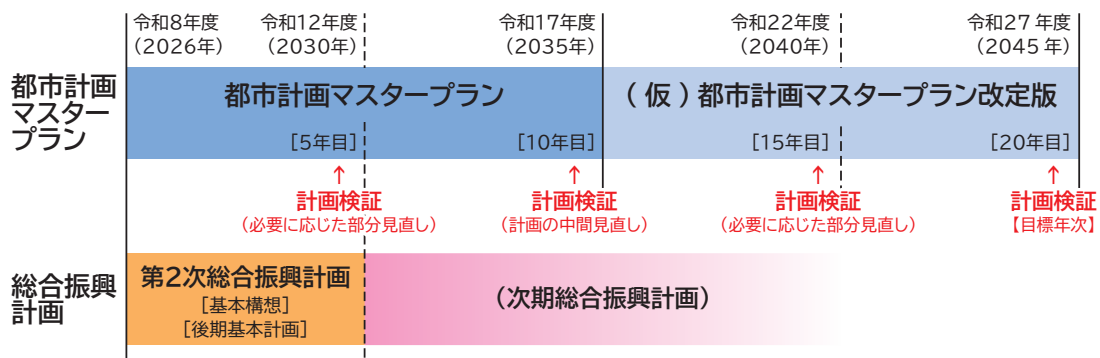 令和8年度
（2026年）
令和12年度
（2030年）
令和17年度
（2035年）
令和22年度
（2040年）
令和27年度
（2045年）
都市計画
マスター
プラン
都市計画マスタープラン
（仮）都市計画マスタープラン改定版
［5年目］
［10年目］
［15年目］
［20年目］
↑
計画検証
（必要に応じた部分見直し）
↑
計画検証
（計画の中間見直し）
↑
計画検証
（必要に応じた部分見直し）
↑
計画検証
【目標年次】
総合振興
計画
第2次総合振興計画
［基本構想］
［後期基本計画］
（次期総合振興計画）